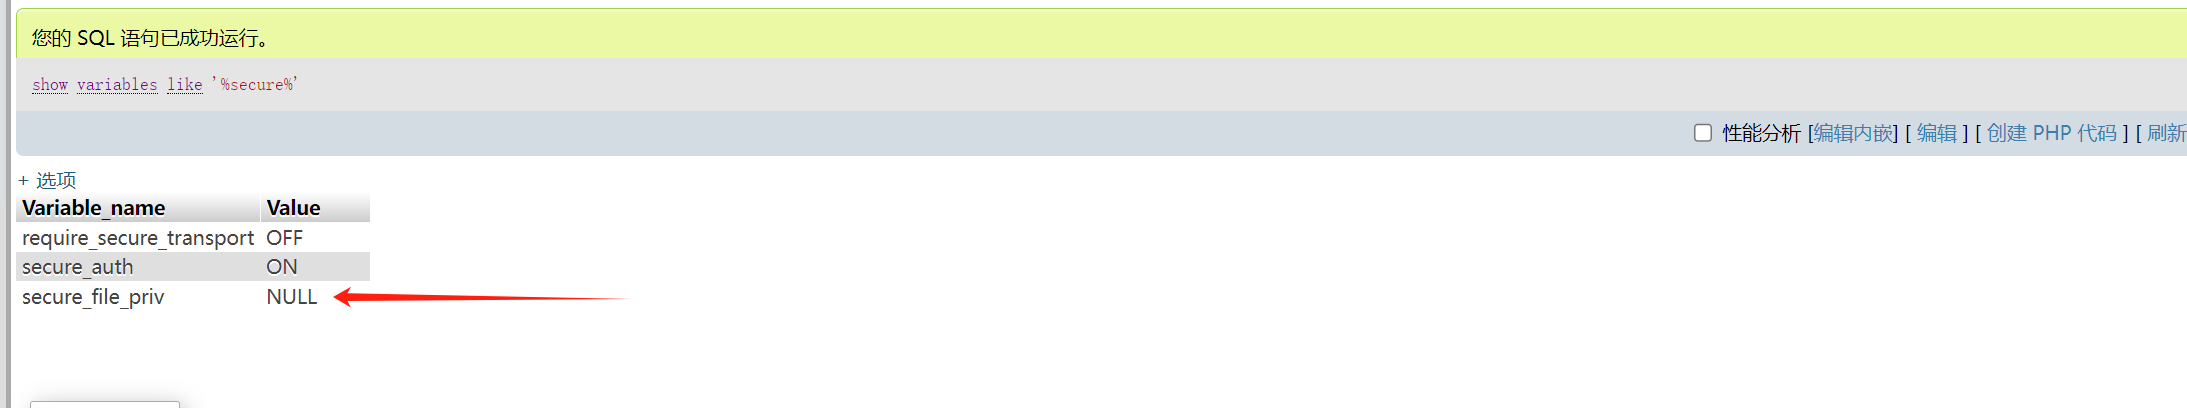 您的 SQL 语句已成功运行。
show variables like '%secure%'
性能分析 [编辑内嵌] [ 编辑 ] [ 创建 PHP 代码 ] [ 刷新
+ 选项
Variable_name Value
require_secure_transport OFF
secure_auth ON
secure_file_priv NULL